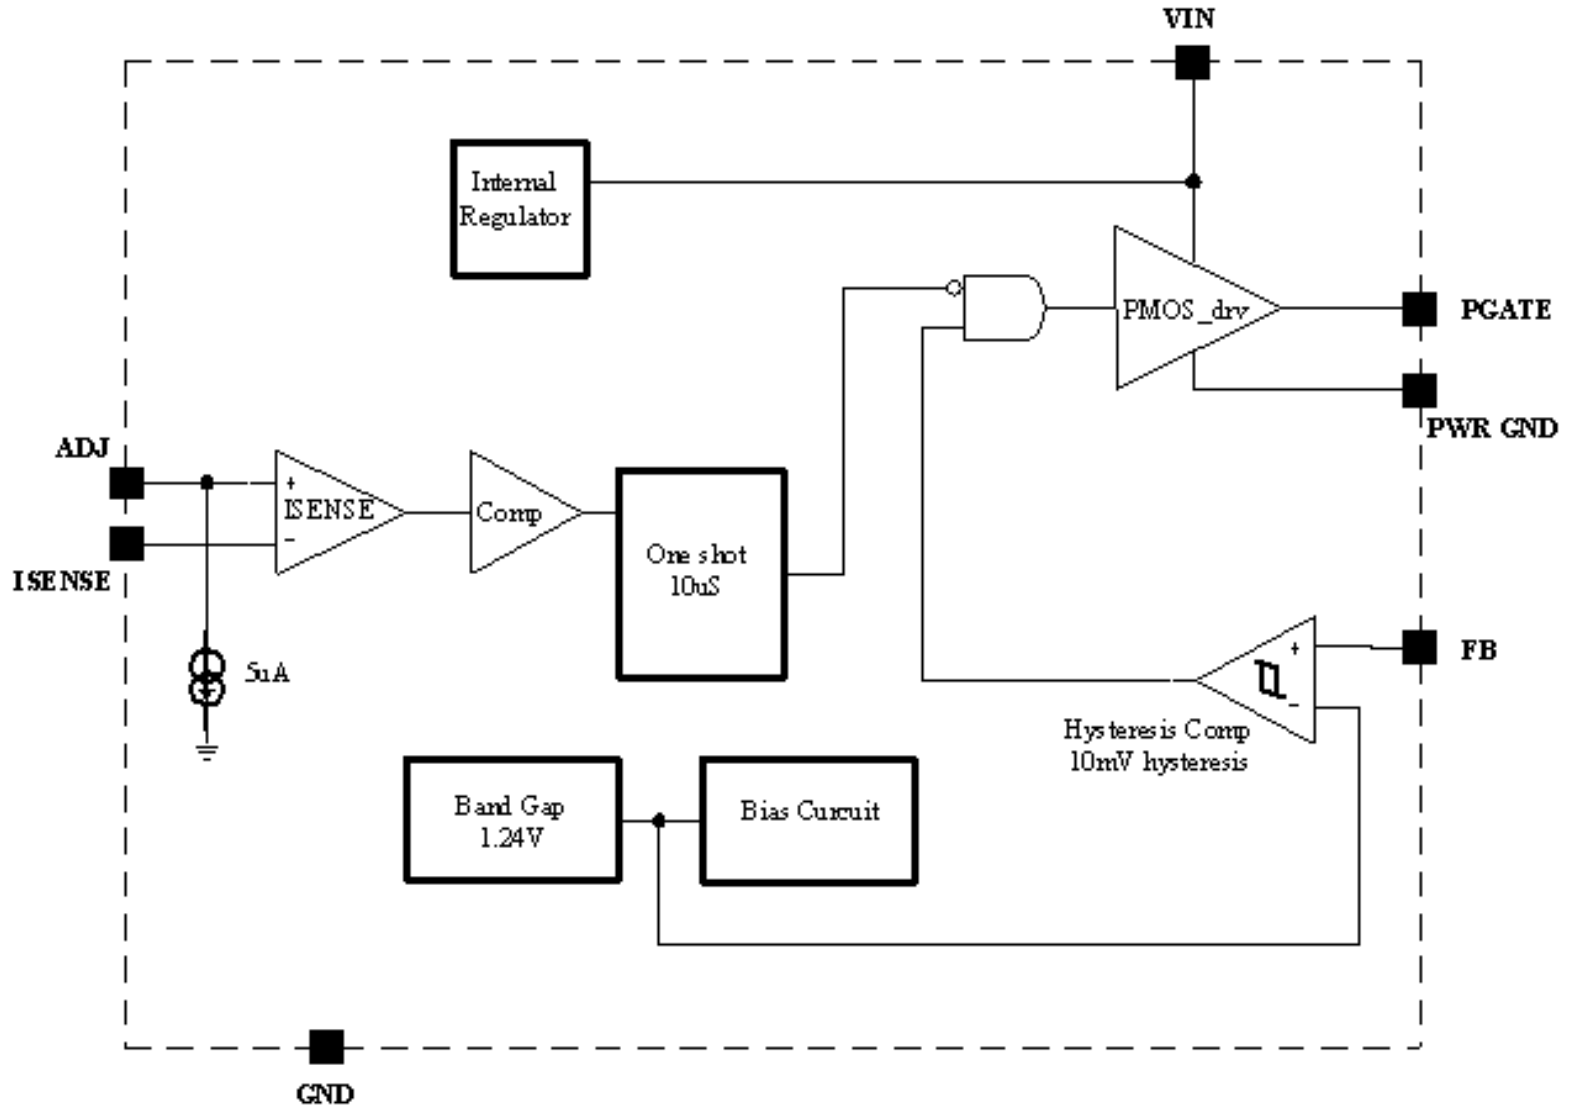 VIN
Internal
Regulator
PMOS_drv
PGATE
PWR GND
ADJ
+
ISENSE
-
Comp
ISENSE
One shot
10uS
5uA
FB
+
-
Hysteresis Comp
10mV hysteresis
Band Gap
1.24V
Bias Curcuit
GND